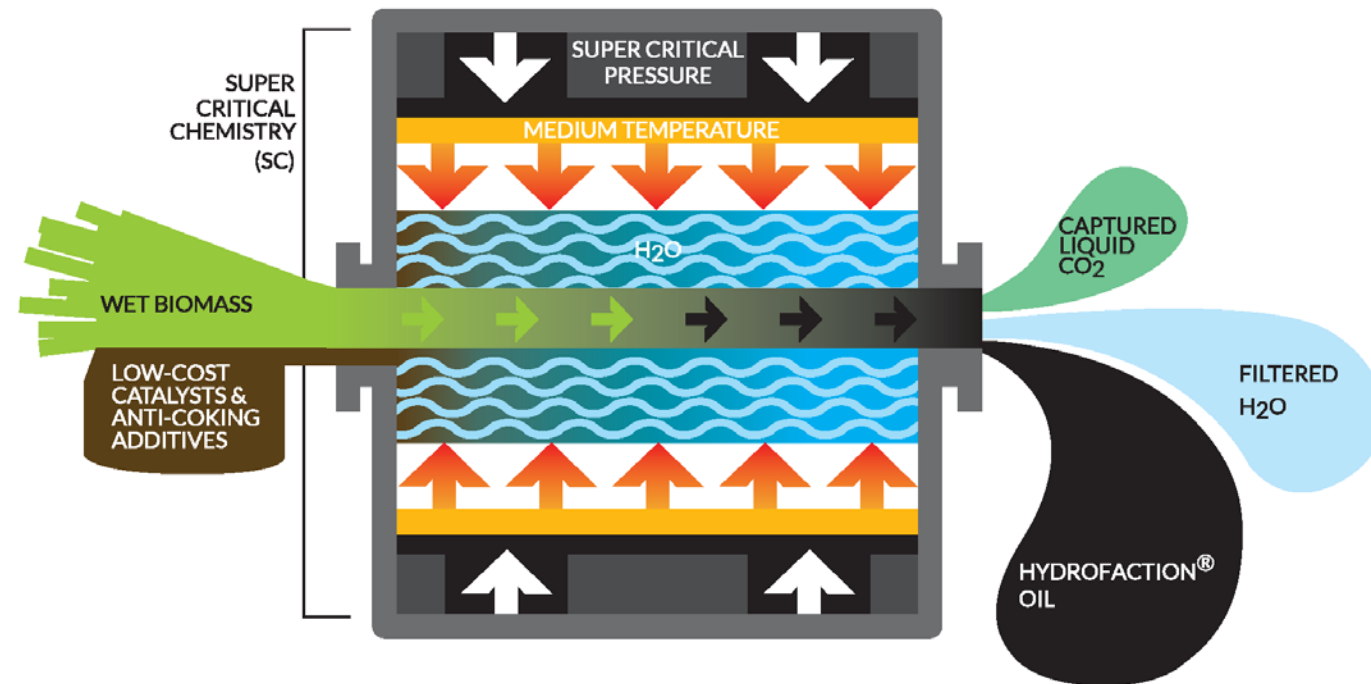 SUPER
CRITICAL
CHEMISTRY
(SC)
SUPER CRITICAL
PRESSURE
MEDIUM TEMPERATURE
H2O
WET BIOMASS
LOW-COST
CATALYSTS &
ANTI-COKING
ADDITIVES
CAPTURED
LIQUID
CO2
FILTERED
H2O
HYDROFACTION®
OIL